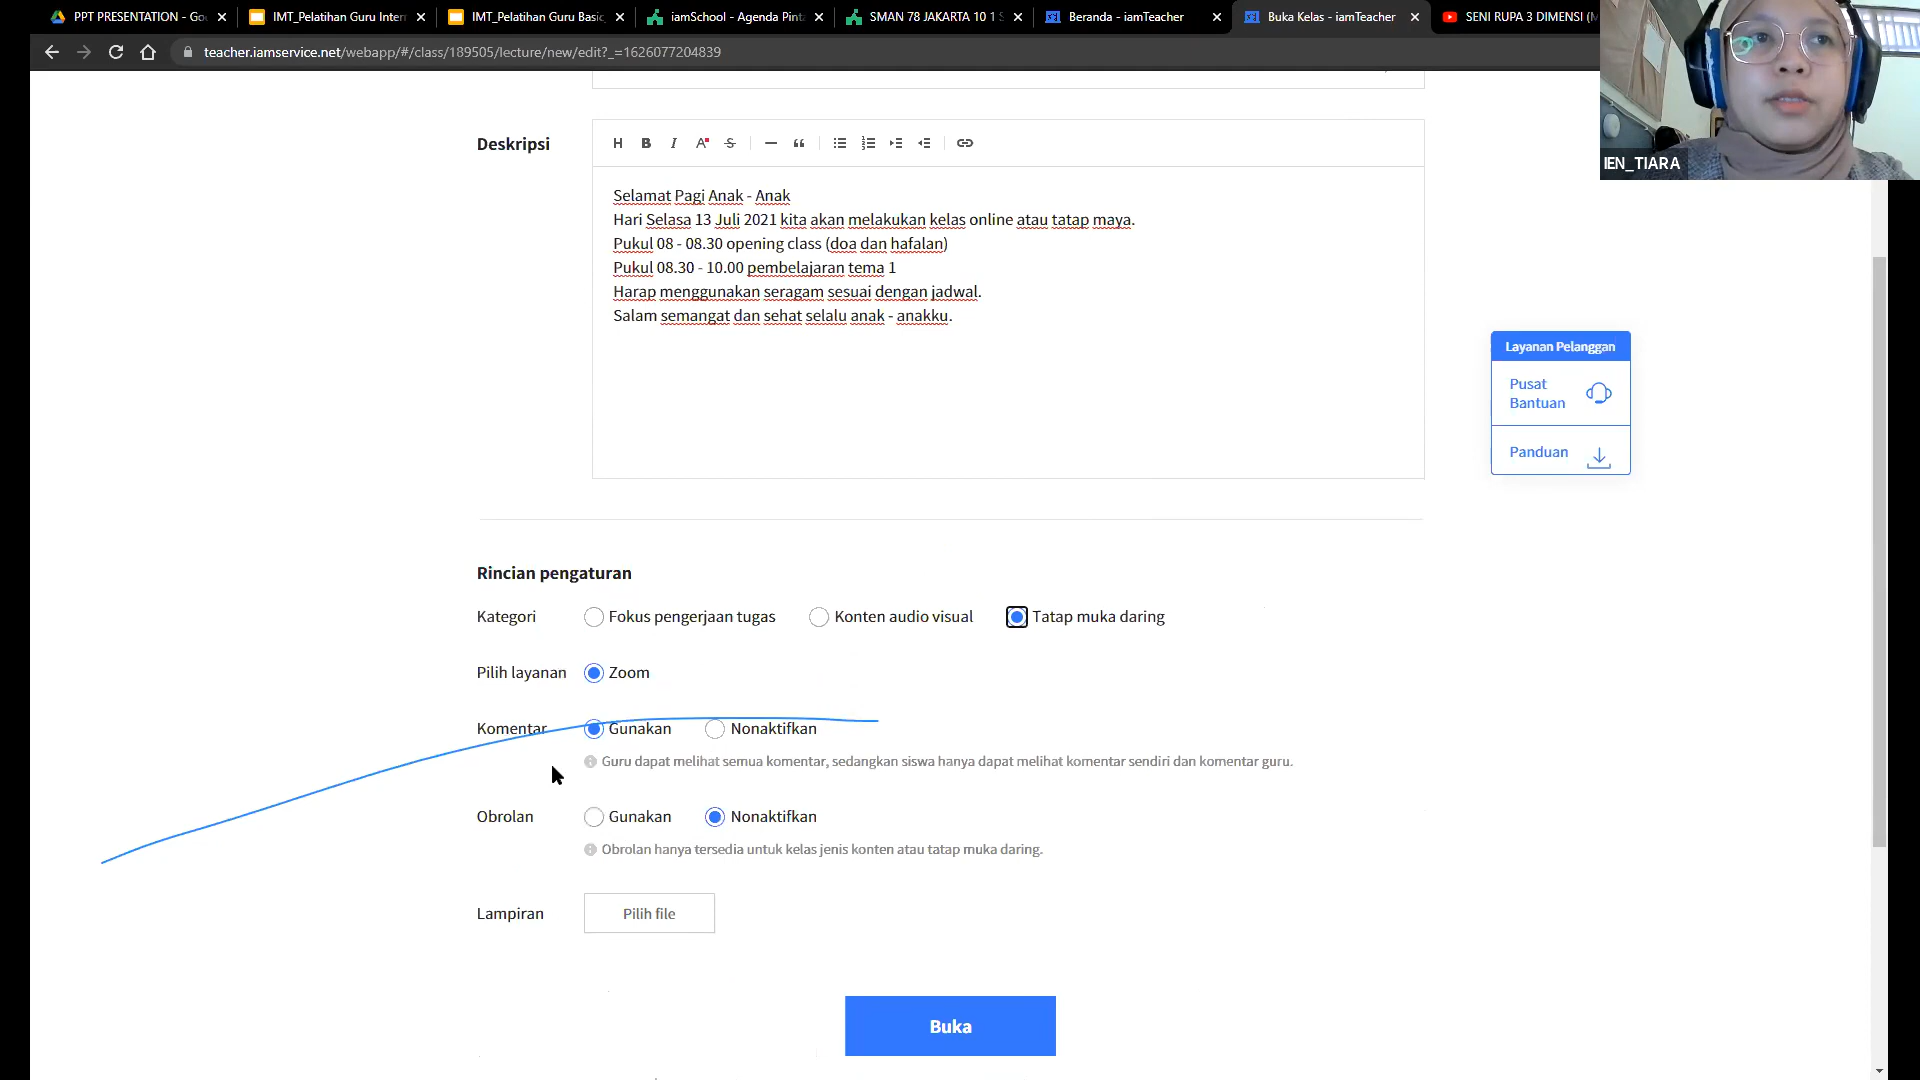 PPT PRESENTATION - Go
IMT_Pelatihan Guru Intern
IMT_Pelatihan Guru Basic
iamSchool - Agenda Pint
SMAN 78 JAKARTA 10 1 S
Beranda - iamTeacher
Buka Kelas - iamTeacher
SENI RUPA 3 DIMENSI (M
teacher.iamservice.net/webapp/#/class/189505/lecture/new/edit?_=1626077204839
IEN_TIARA
Deskripsi
H B I A S
Selamat Pagi Anak - Anak
Hari Selasa 13 Juli 2021 kita akan melakukan kelas online atau tatap maya.
Pukul 08 - 08.30 opening class (doa dan hafalan)
Pukul 08.30 - 10.00 pembelajaran tema 1
Harap menggunakan seragam sesuai dengan jadwal.
Salam semangat dan sehat selalu anak - anakku.
Layanan Pelanggan
Pusat
Bantuan
Panduan
Rincian pengaturan
Kategori Fokus pengerjaan tugas Konten audio visual Tatap muka daring
Pilih layanan Zoom
Komentar Gunakan Nonaktifkan
Guru dapat melihat semua komentar, sedangkan siswa hanya dapat melihat komentar sendiri dan komentar guru.
Obrolan Gunakan Nonaktifkan
Obrolan hanya tersedia untuk kelas jenis konten atau tatap muka daring.
Lampiran Pilih file
Buka